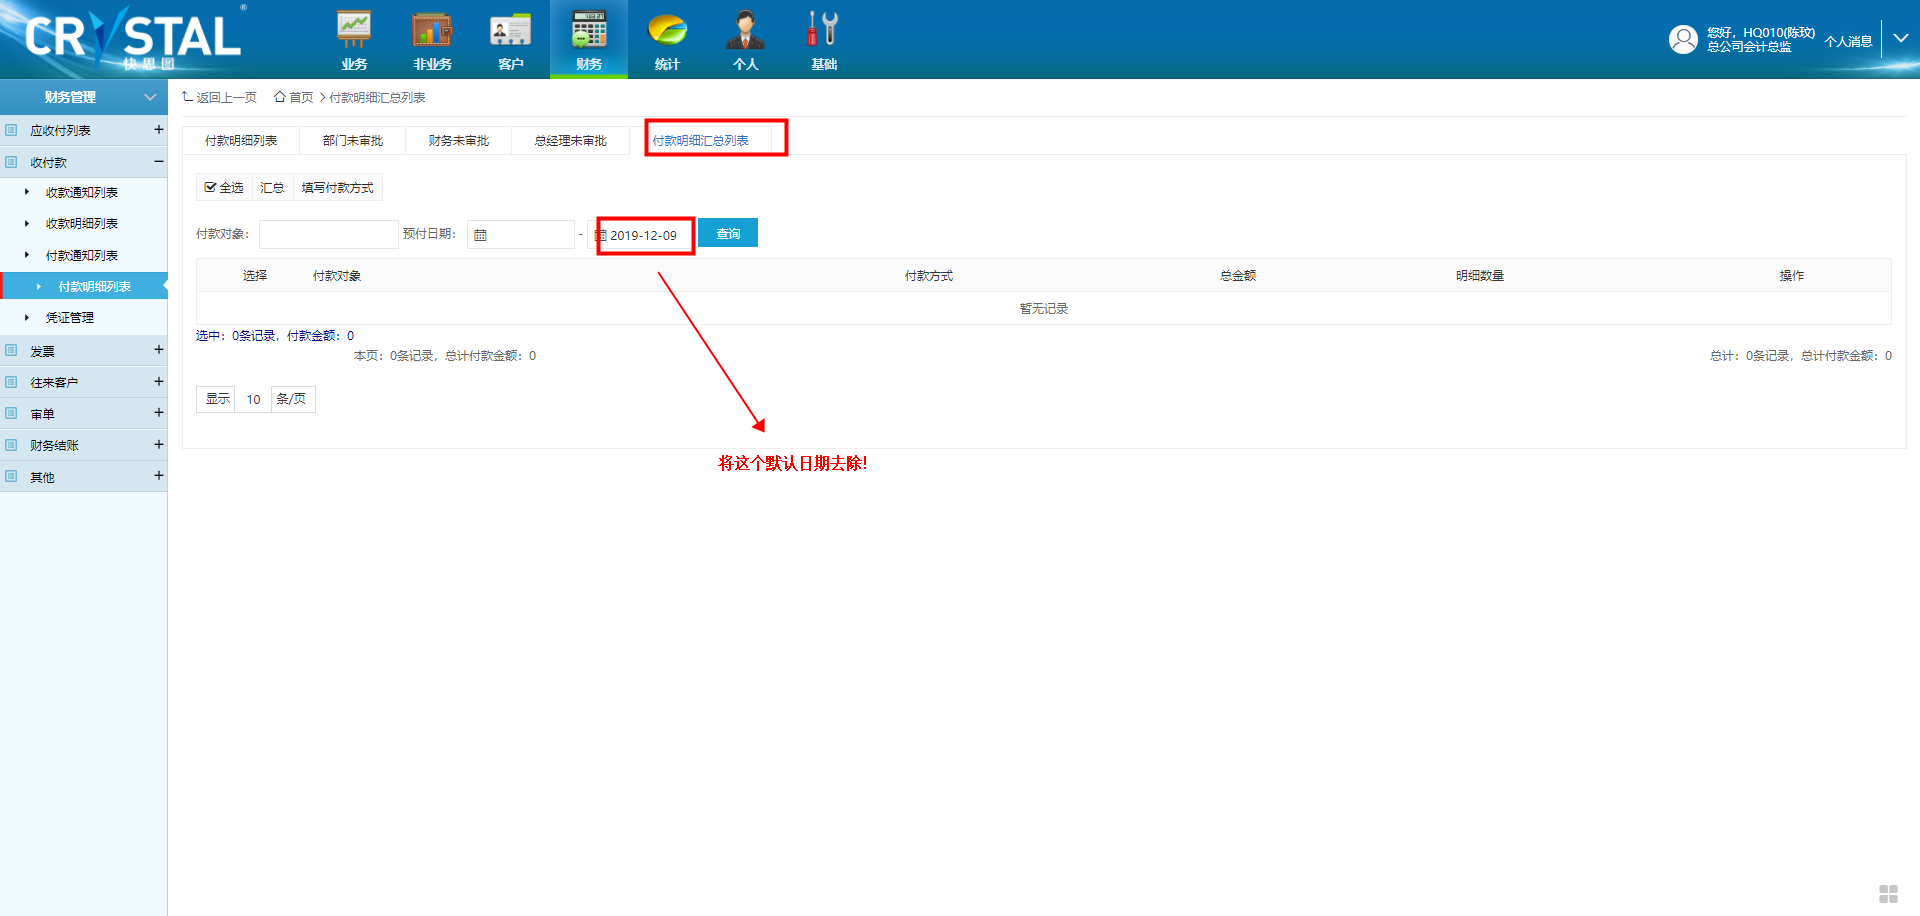 CRYSTAL ®
快思图
业务
非业务
客户
财务
统计
个人
基础
您好，HQ010(陈玟)
总公司会计总监
个人消息
财务管理
应收付列表 +
收付款 −
收款通知列表
收款明细列表
付款通知列表
付款明细列表
凭证管理
发票 +
往来客户 +
审单 +
财务结账 +
其他 +
返回上一页 首页 > 付款明细汇总列表
付款明细列表 部门未审批 财务未审批 总经理未审批 付款明细汇总列表
全选 汇总 填写付款方式
付款对象： 预付日期： - 2019-12-09 查询
选择 付款对象 付款方式 总金额 明细数量 操作
暂无记录
选中：0条记录，付款金额：0
本页：0条记录，总计付款金额：0
总计：0条记录，总计付款金额：0
显示 10 条/页
将这个默认日期去除!